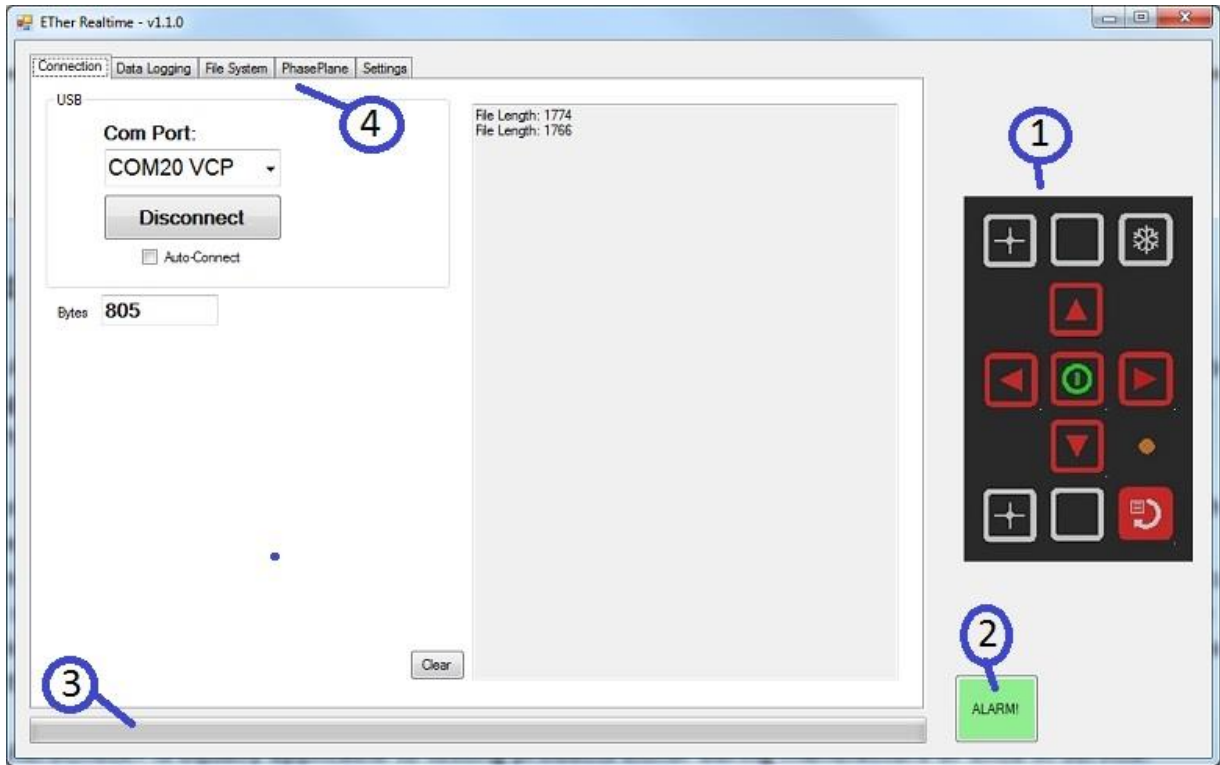 ETher Realtime - v1.1.0
Connection Data Logging File System PhasePlane Settings
USB
Com Port:
COM20 VCP
Disconnect
Auto-Connect
Bytes 805
File Length: 1774
File Length: 1766
Clear
ALARM!
1
2
3
4